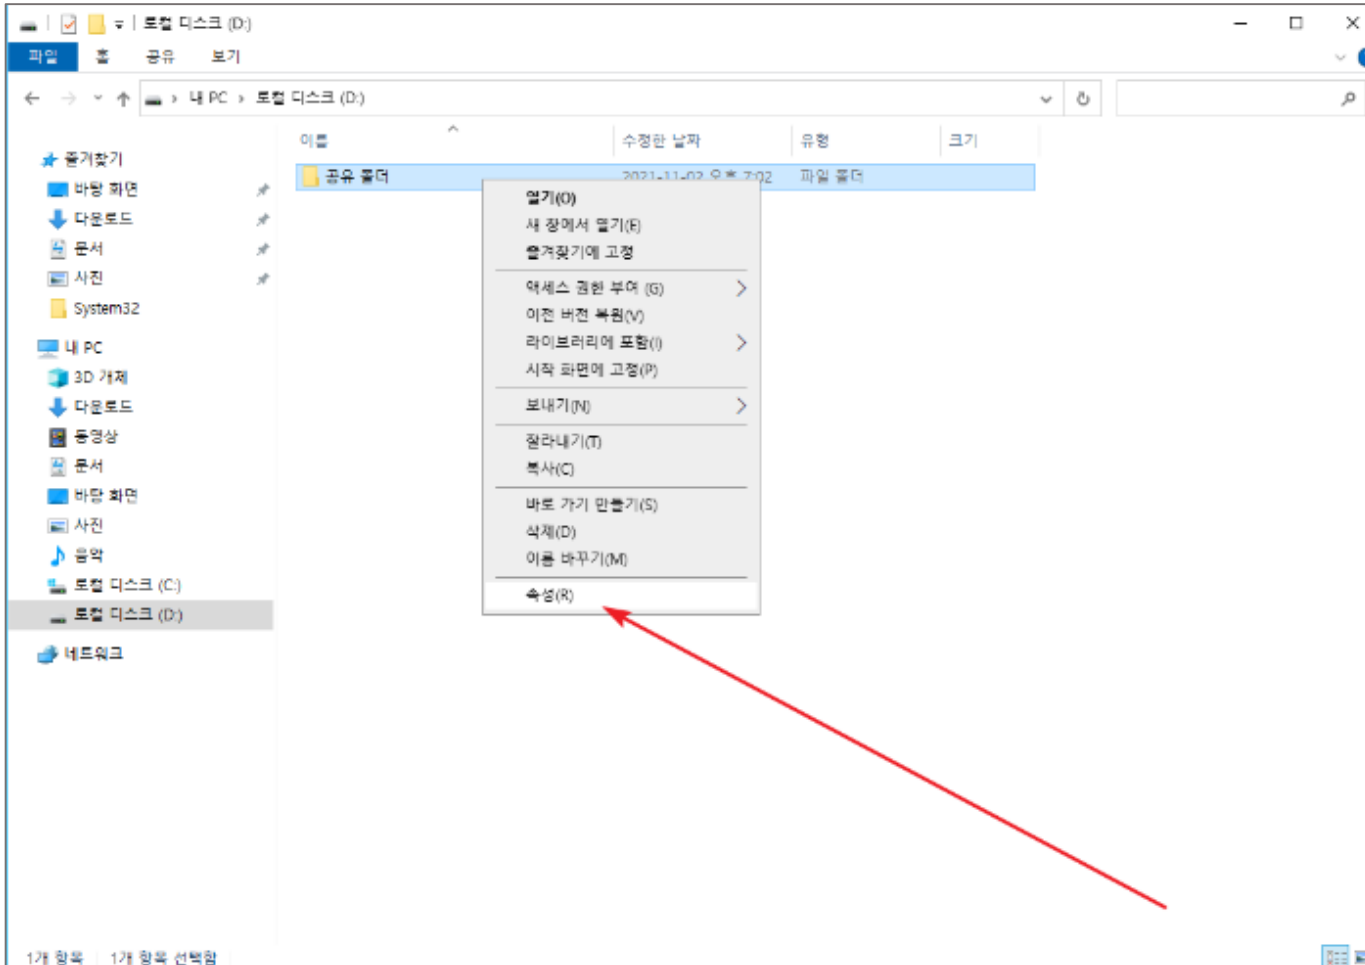 로컬 디스크 (D:)
파일 홈 공유 보기
내 PC > 로컬 디스크 (D:)
이름 수정한 날짜 유형 크기
공유 폴더 2021-11-02 오후 7:02 파일 폴더
즐겨찾기
바탕 화면
다운로드
문서
사진
System32
내 PC
3D 개체
다운로드
동영상
문서
바탕 화면
사진
음악
로컬 디스크 (C:)
로컬 디스크 (D:)
네트워크
열기(O)
새 창에서 열기(E)
즐겨찾기에 고정
액세스 권한 부여 (G)
이전 버전 복원(V)
라이브러리에 포함(I)
시작 화면에 고정(P)
보내기(N)
잘라내기(T)
복사(C)
바로 가기 만들기(S)
삭제(D)
이름 바꾸기(M)
속성(R)
1개 항목 1개 항목 선택함